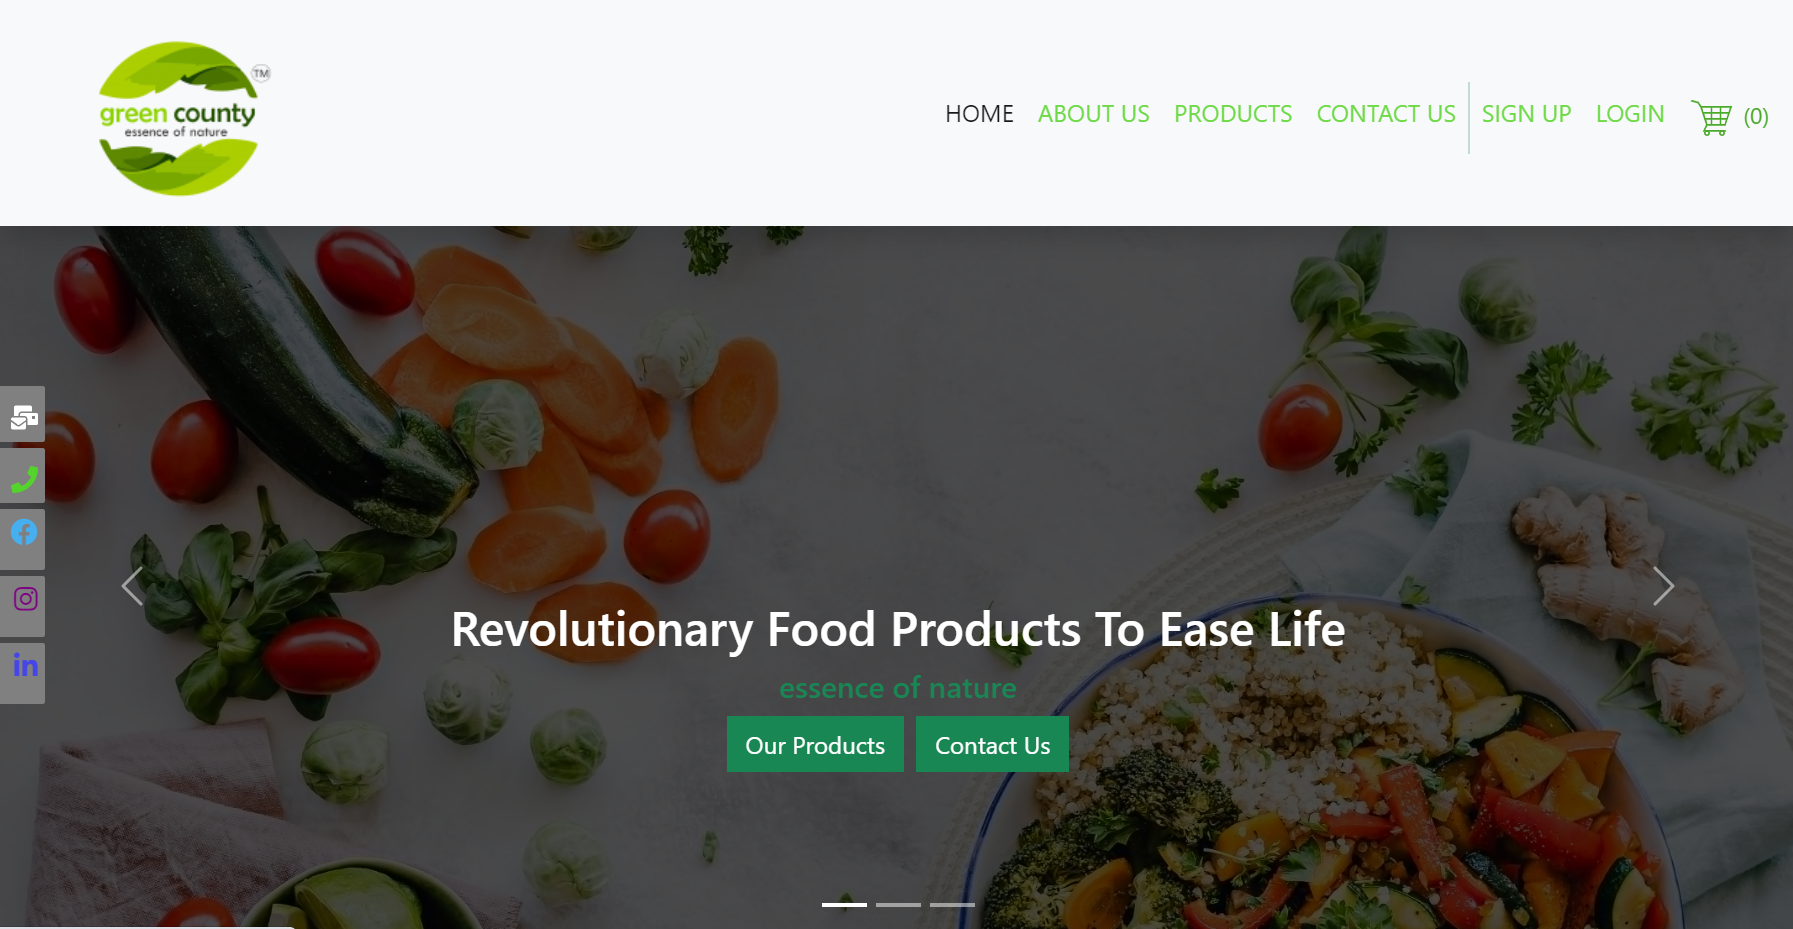 TM
green county
essence of nature
HOME ABOUT US PRODUCTS CONTACT US SIGN UP LOGIN (0)
Revolutionary Food Products To Ease Life
essence of nature
Our Products Contact Us